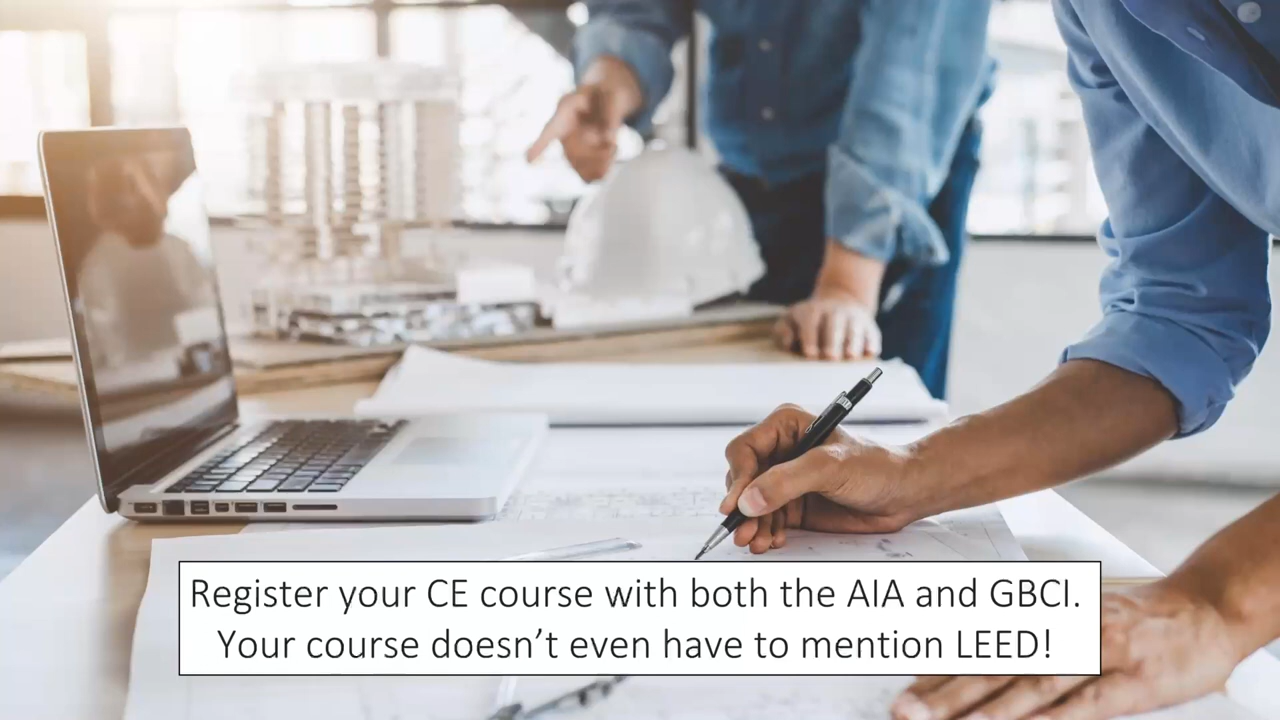 Register your CE course with both the AIA and GBCI.
Your course doesn’t even have to mention LEED!